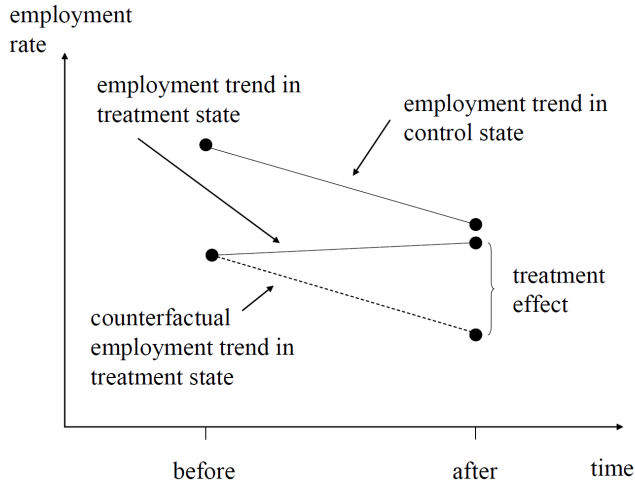 employment
rate
employment trend in
treatment state
employment trend in
control state
treatment
effect
counterfactual
employment trend in
treatment state
before
after
time